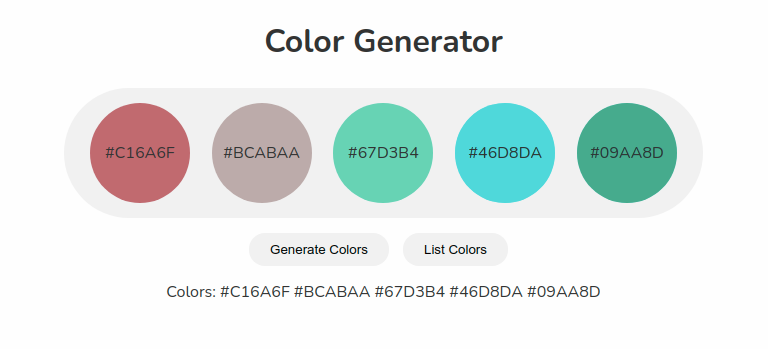 Color Generator
#C16A6F #BCABAA #67D3B4 #46D8DA #09AA8D
Generate Colors List Colors
Colors: #C16A6F #BCABAA #67D3B4 #46D8DA #09AA8D